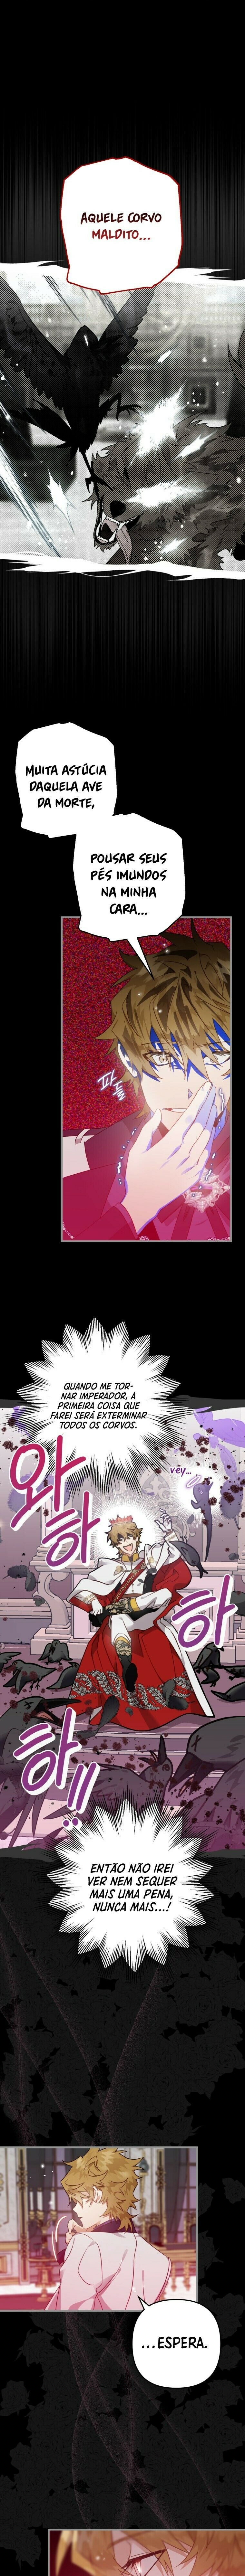 AQUELE CORVO
MALDITO...
MUITA ASTÚCIA
DAQUELA AVE
DA MORTE,
POUSAR SEUS
PÉS IMUNDOS
NA MINHA
CARA...
파들
QUANDO ME TOR-
NAR IMPERADOR, A
PRIMEIRA COISA QUE
FAREI SERÁ EXTERMINAR
TODOS OS CORVOS.
와
하
vêy...
하
하!!
ENTÃO NÃO IREI
VER NEM SEQUER
MAIS UMA PENA,
NUNCA MAIS...!
...ESPERA.